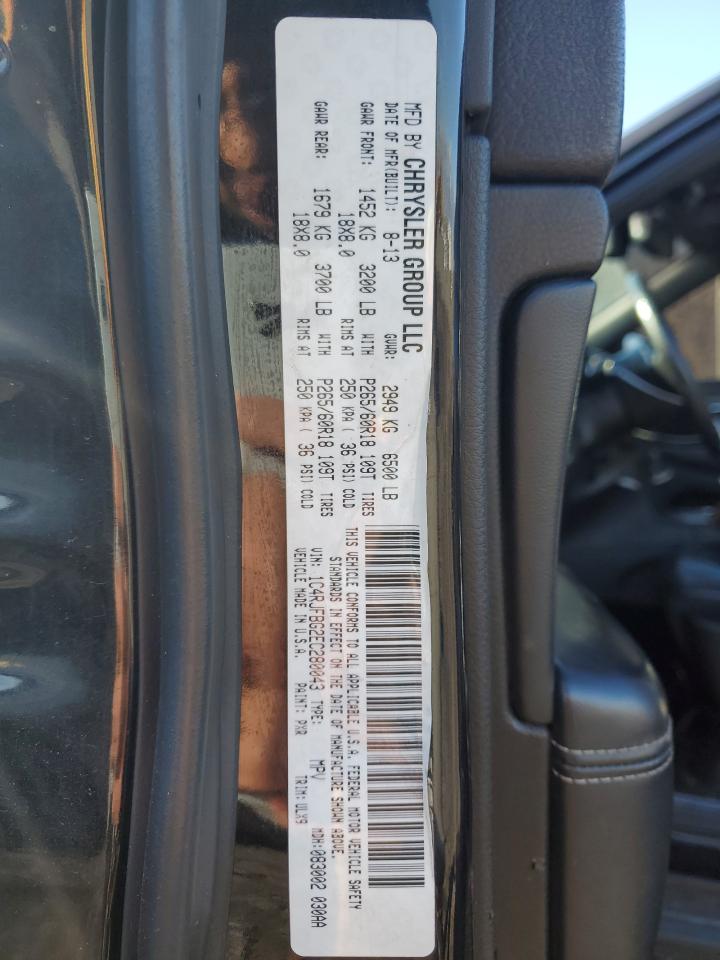 MFD BY CHRYSLER GROUP LLC
DATE OF MFR(BUILT): 8-13 GVWR: 2949 KG 6500 LB
GAWR FRONT: 1452 KG 3200 LB WITH P265/60R18 109T TIRES
18X8.0 RIMS AT 250 KPA ( 36 PSI) COLD
GAWR REAR: 1679 KG 3700 LB WITH P265/60R18 109T TIRES
18X8.0 RIMS AT 250 KPA ( 36 PSI) COLD
THIS VEHICLE CONFORMS TO ALL APPLICABLE U.S.A. FEDERAL MOTOR VEHICLE SAFETY
STANDARDS IN EFFECT ON THE DATE OF MANUFACTURE SHOWN ABOVE.
VIN: 1C4RJFBG2EC280043 TYPE: MPV MDH:083002 030AA
VEHICLE MADE IN U.S.A. PAINT: PXR TRIM:ULX9